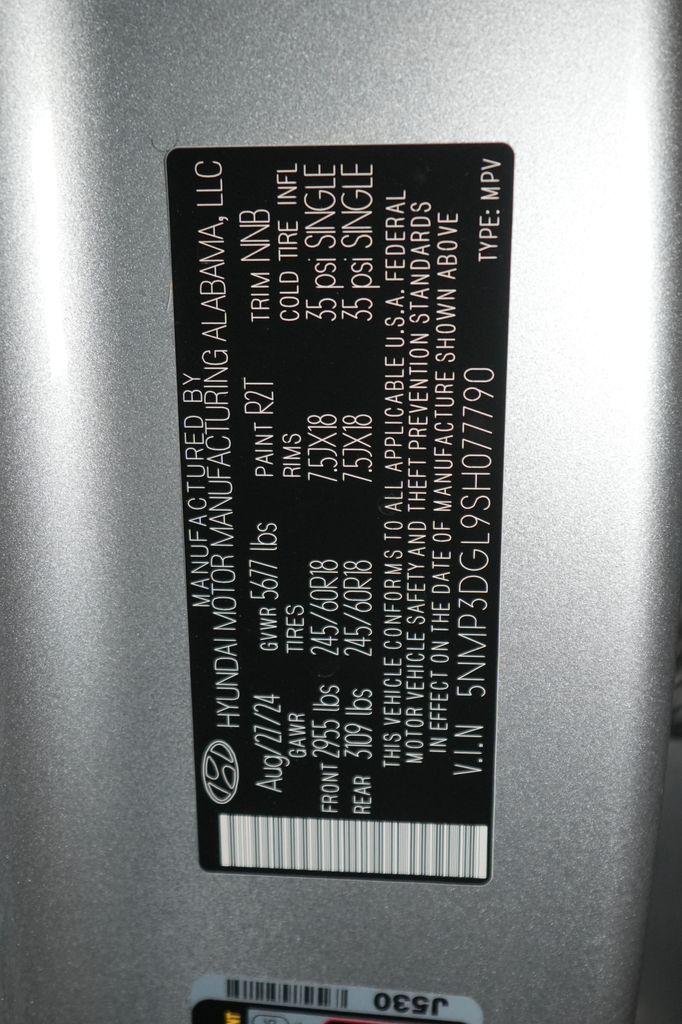 MANUFACTURED BY
HYUNDAI MOTOR MANUFACTURING ALABAMA, LLC
Aug/27/24 GVWR 5677 lbs PAINT R2T TRIM NNB
GAWR TIRES RIMS COLD TIRE INFL
FRONT 2955 lbs 245/60R18 7.5JX18 35 psi SINGLE
REAR 3109 lbs 245/60R18 7.5JX18 35 psi SINGLE
THIS VEHICLE CONFORMS TO ALL APPLICABLE U.S.A. FEDERAL
MOTOR VEHICLE SAFETY AND THEFT PREVENTION STANDARDS
IN EFFECT ON THE DATE OF MANUFACTURE SHOWN ABOVE
V.I.N 5NMP3DGL9SH077790 TYPE: MPV
J530